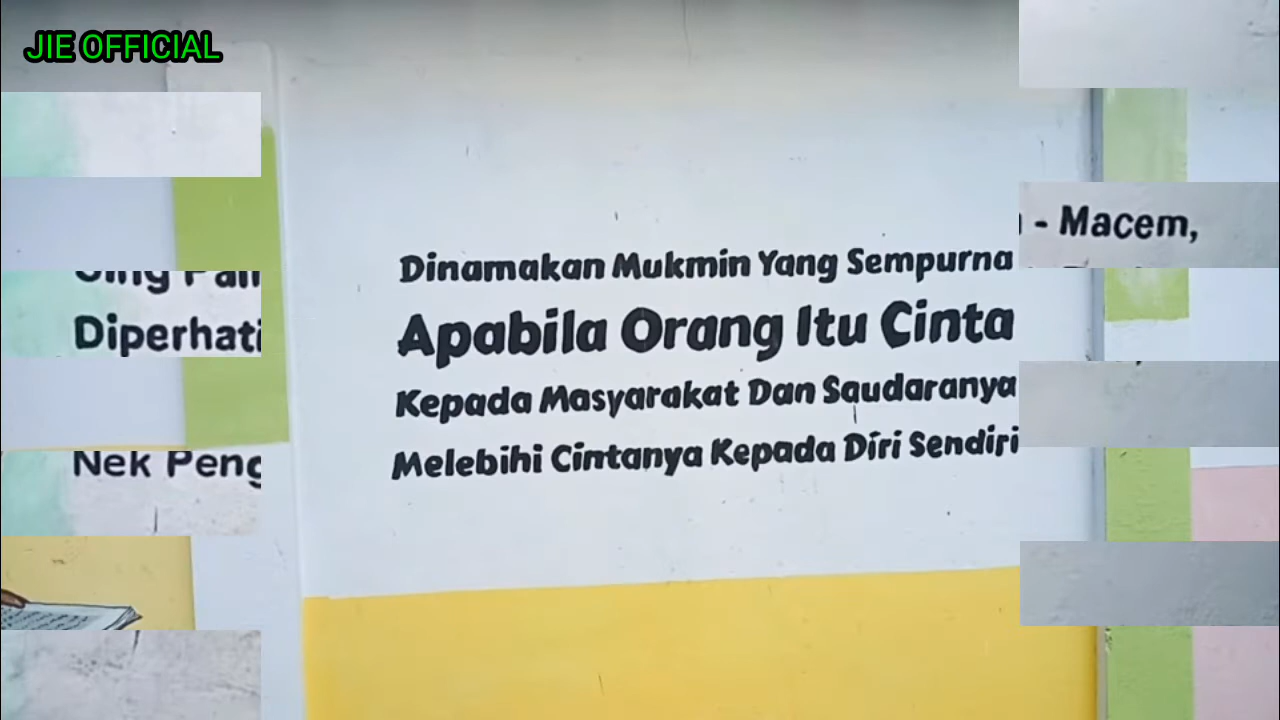 JIE OFFICIAL
- Macem,
Dinamakan Mukmin Yang Sempurna
Apabila Orang Itu Cinta
Kepada Masyarakat Dan Saudaranya
Melebihi Cintanya Kepada Diri Sendiri
Diperhati
Nek Peng